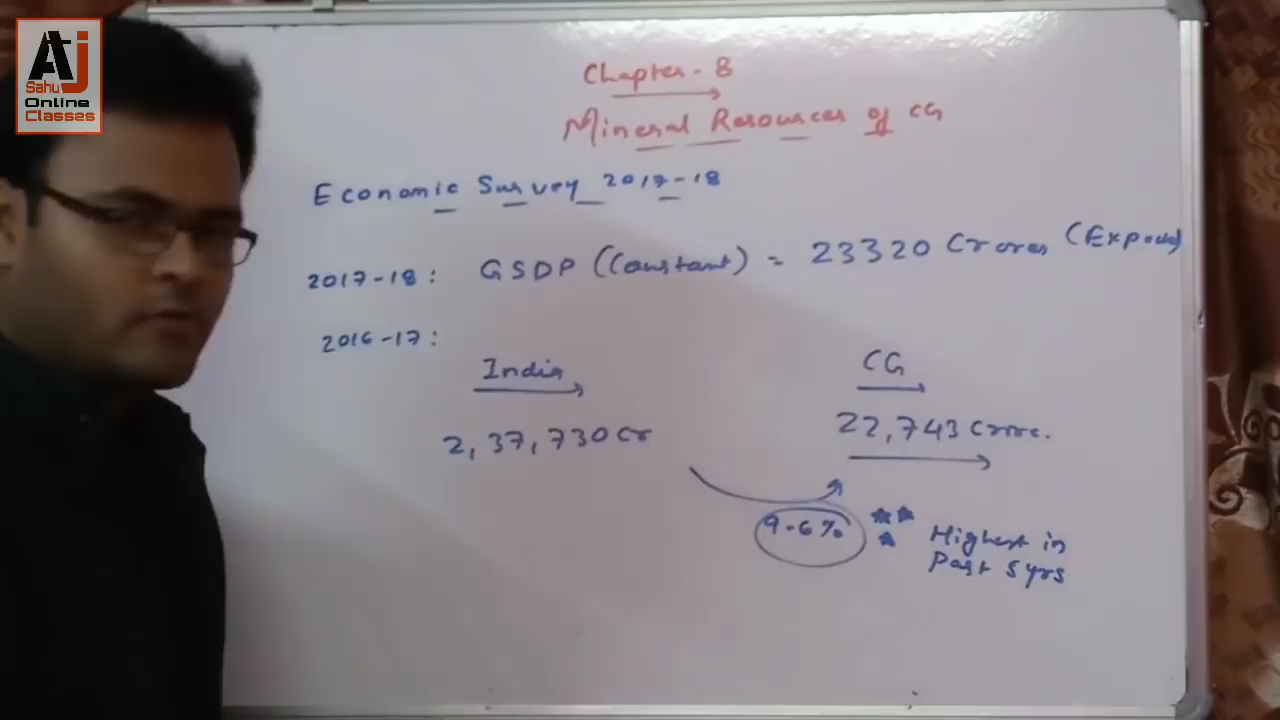 AJ
Sahu
Online
Classes
Chapter - 8
Mineral Resources of CG
Economic Survey 2017-18
2017-18 : GSDP (Constant) = 23320 Crores (Expected)
2016-17 :
India
CG
2,37,730 Cr
22,743 Crore.
9.6%
Highest in
Past 5 yrs